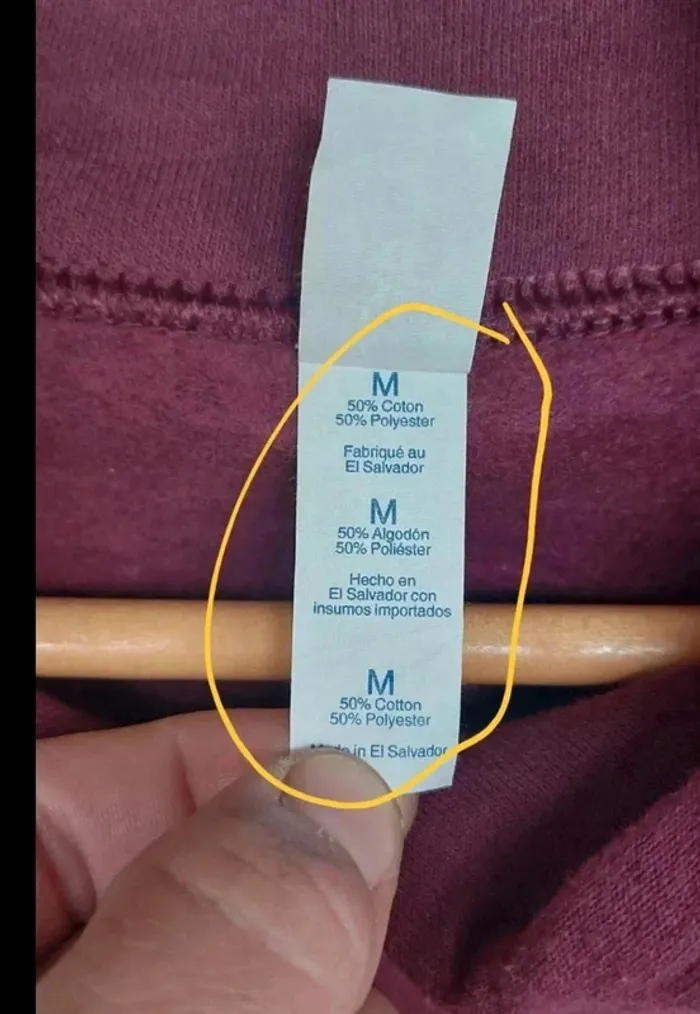 M
50% Coton
50% Polyester
Fabriqué au
El Salvador
M
50% Algodón
50% Poliéster
Hecho en
El Salvador con
insumos importados
M
50% Cotton
50% Polyester
in El Salvador